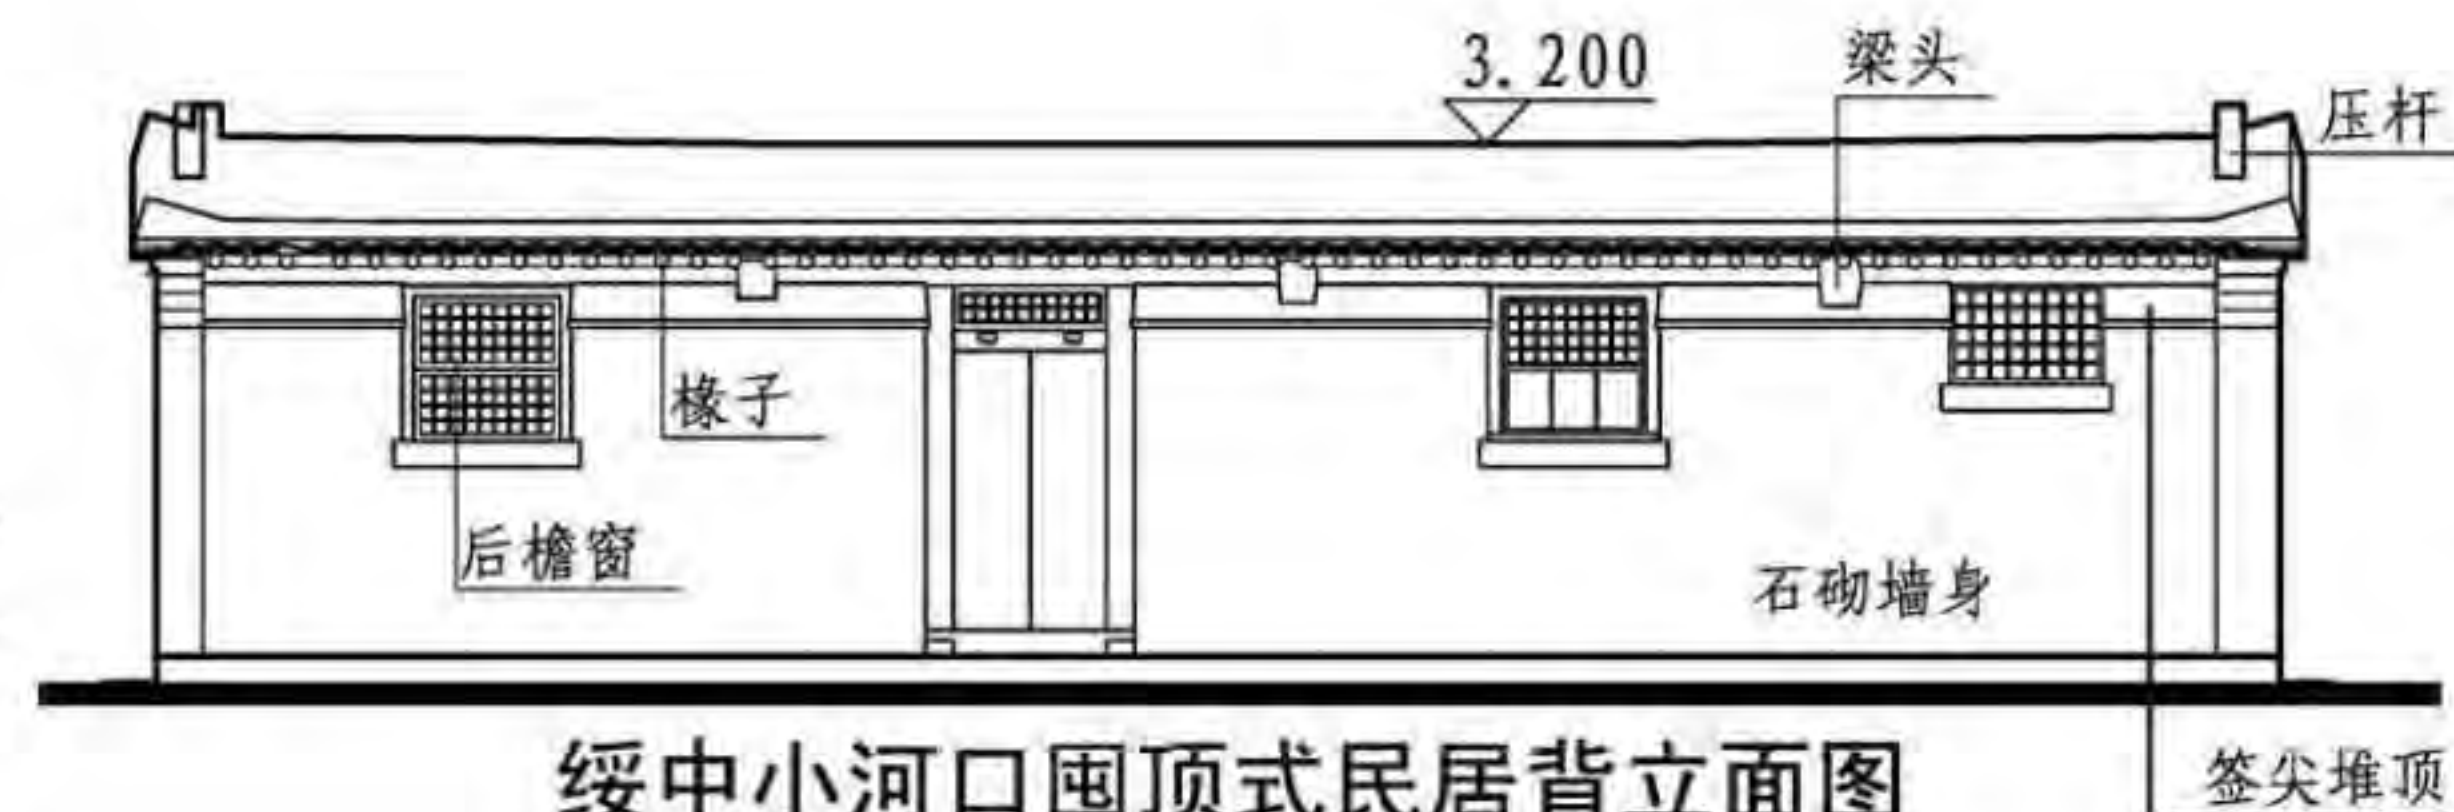 3.200
梁头
压杆
椽子
后檐窗
石砌墙身
绥中小河口囤顶式民居背立面图
签尖堆顶